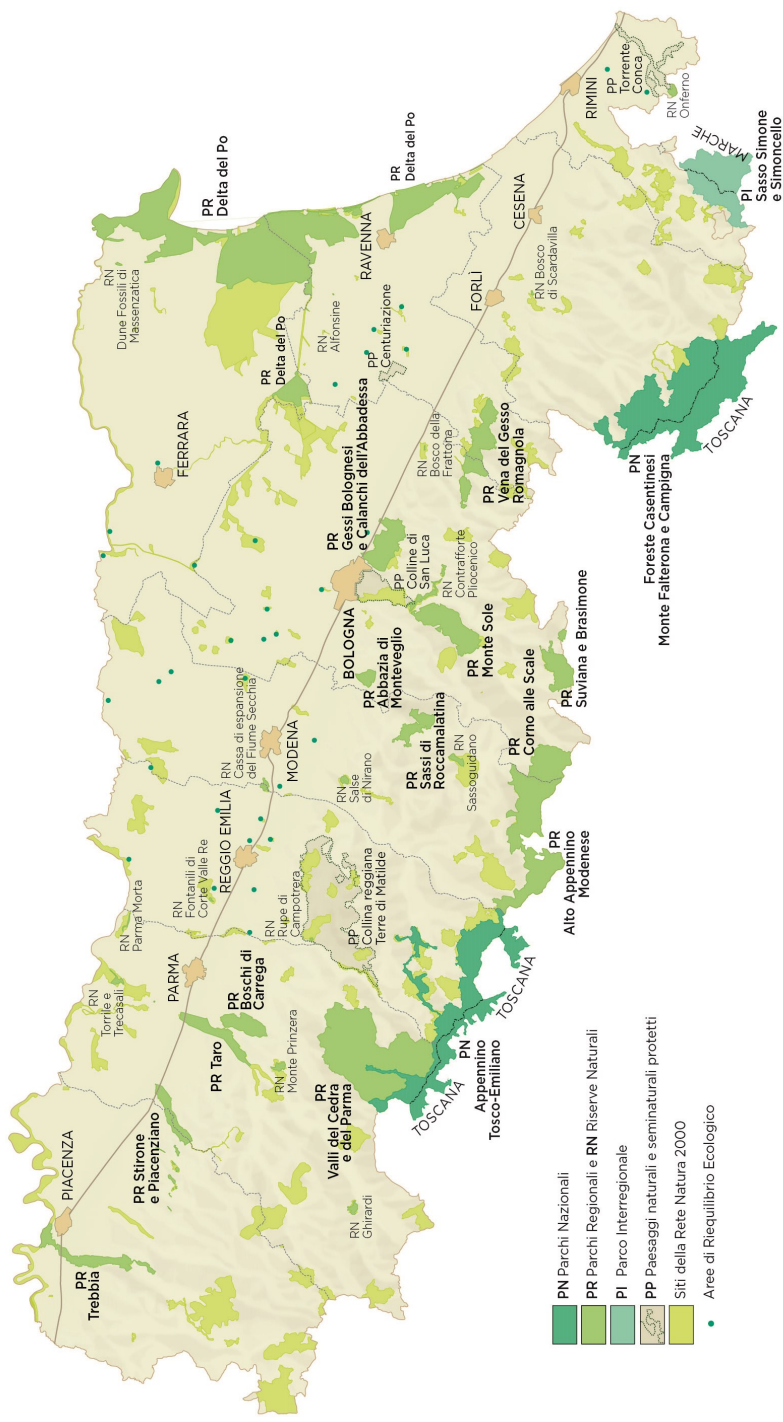 PIACENZA
PR
Trebbia
PR Stirone
e Piacenziano
RN
Torrile e
Trecasali
RN
Parma Morta
PARMA
PR Taro
PR
Boschi di
Carrega
RN
Monte Prinzera
PR
Valli del Cedra
e del Parma
RN
Ghirardi
TOSCANA
PN
Appennino
Tosco-Emiliano
TOSCANA
RN
Fontanili di
Corte Valle Re
REGGIO EMILIA
RN
Rupe di
Campotrera
PP
Collina reggiana
Terre di Matilde
RN
Cassa di espansione
del Fiume Secchia
MODENA
RN
Salse
di Nirano
PR
Sassi di
Roccamalatina
RN
Sassoguidano
PR
Alto Appennino
Modenese
PR
Corno alle Scale
PR
Abbazia di
Monteveglio
BOLOGNA
PR
Gessi Bolognesi
e Calanchi dell'Abbadessa
PP
Colline di
San Luca
RN
Contrafforte
Pliocenico
PR
Monte Sole
PR
Suviana e Brasimone
FERRARA
RN
Dune Fossili di
Massenzatica
PR
Delta del Po
PR
Delta del Po
PR
Delta del Po
RN
Alfonsine
PP
Centuriazione
RAVENNA
RN
Bosco della
Frattona
PR
Vena del Gesso
Romagnola
FORLÌ
CESENA
RN Bosco
di Scardavilla
PN
Foreste Casentinesi
Monte Falterona e Campigna
TOSCANA
RIMINI
PP
Torrente
Conca
RN
Onferno
MARCHE
PI
Sasso Simone
e Simoncello
PN Parchi Nazionali
PR Parchi Regionali e RN Riserve Naturali
PI Parco Interregionale
PP Paesaggi naturali e seminaturali protetti
Siti della Rete Natura 2000
Aree di Riequilibrio Ecologico